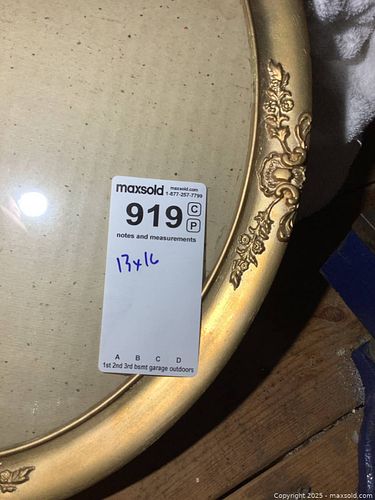 maxsold maxsold.com
1-877-257-7799
919 C
P
notes and measurements
13x16
A B C D
1st 2nd 3rd bsmt garage outdoors
Copyright 2025 - maxsold.com